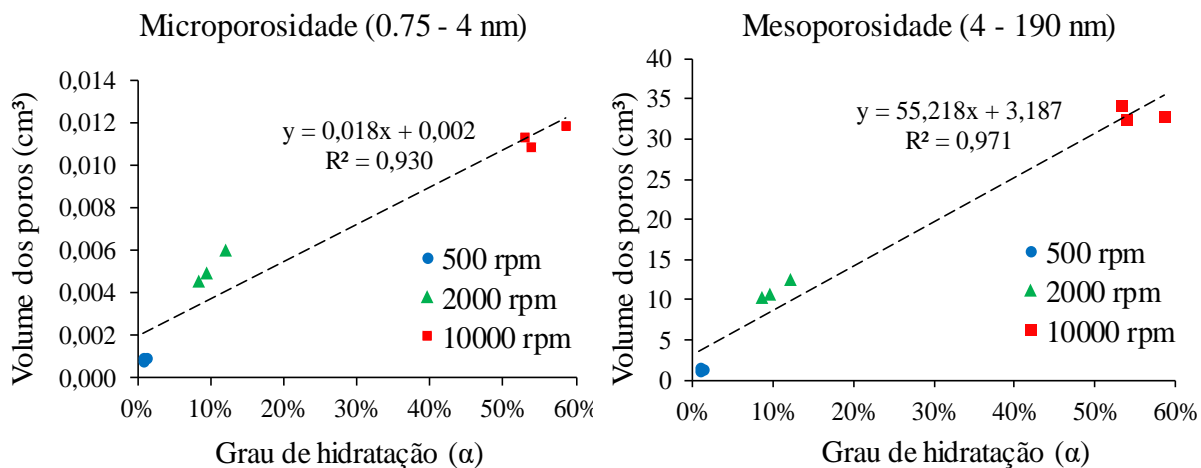 Microporosidade (0.75 - 4 nm)
Volume dos poros (cm³)
0,014
0,012
0,010
0,008
0,006
0,004
0,002
0,000
y = 0,018x + 0,002
R² = 0,930
500 rpm
2000 rpm
10000 rpm
0% 10% 20% 30% 40% 50% 60%
Grau de hidratação (α)
Mesoporosidade (4 - 190 nm)
Volume dos poros (cm³)
40
35
30
25
20
15
10
5
0
y = 55,218x + 3,187
R² = 0,971
500 rpm
2000 rpm
10000 rpm
0% 10% 20% 30% 40% 50% 60%
Grau de hidratação (α)